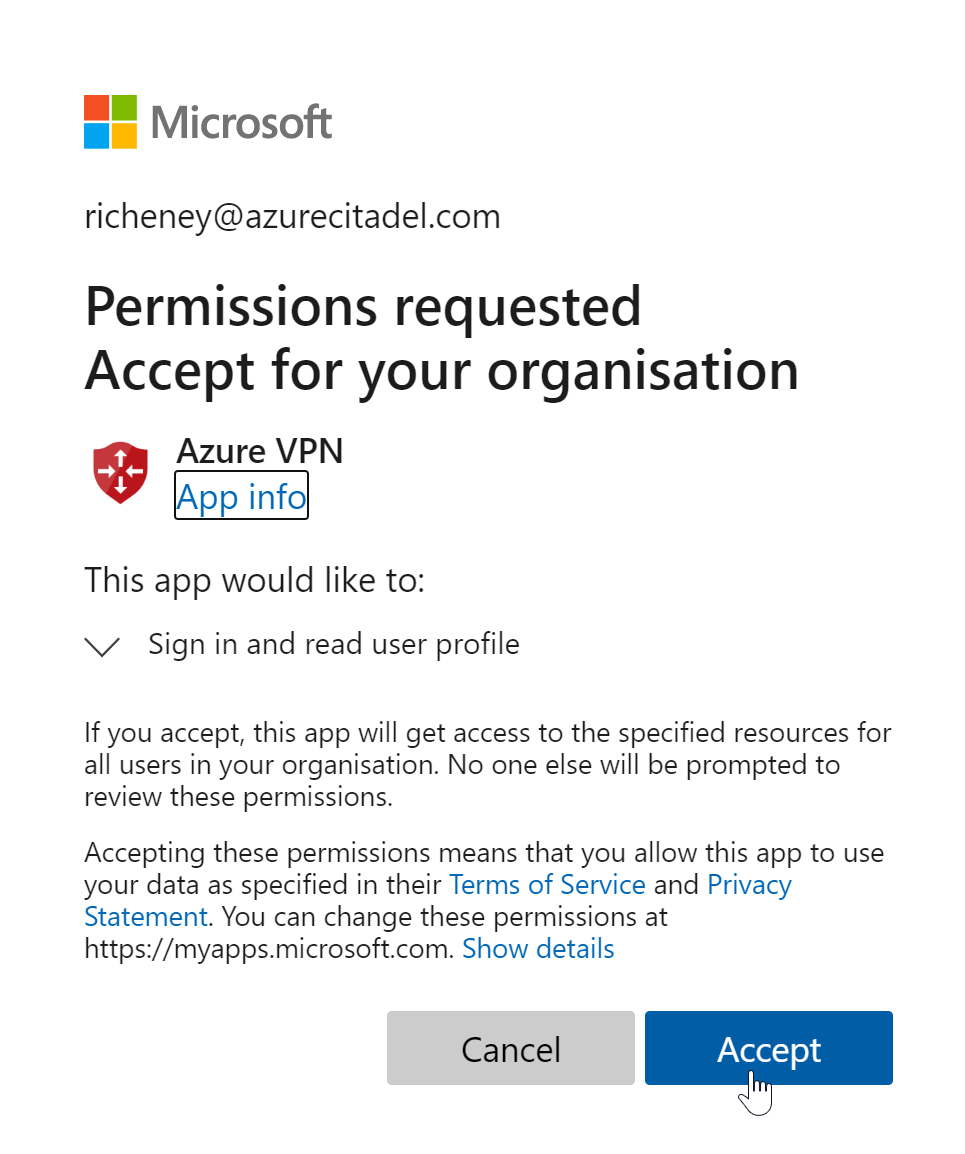 Microsoft
richeney@azurecitadel.com
Permissions requested
Accept for your organisation
Azure VPN
App info
This app would like to:
Sign in and read user profile
If you accept, this app will get access to the specified resources for
all users in your organisation. No one else will be prompted to
review these permissions.
Accepting these permissions means that you allow this app to use
your data as specified in their Terms of Service and Privacy
Statement. You can change these permissions at
https://myapps.microsoft.com. Show details
Cancel
Accept